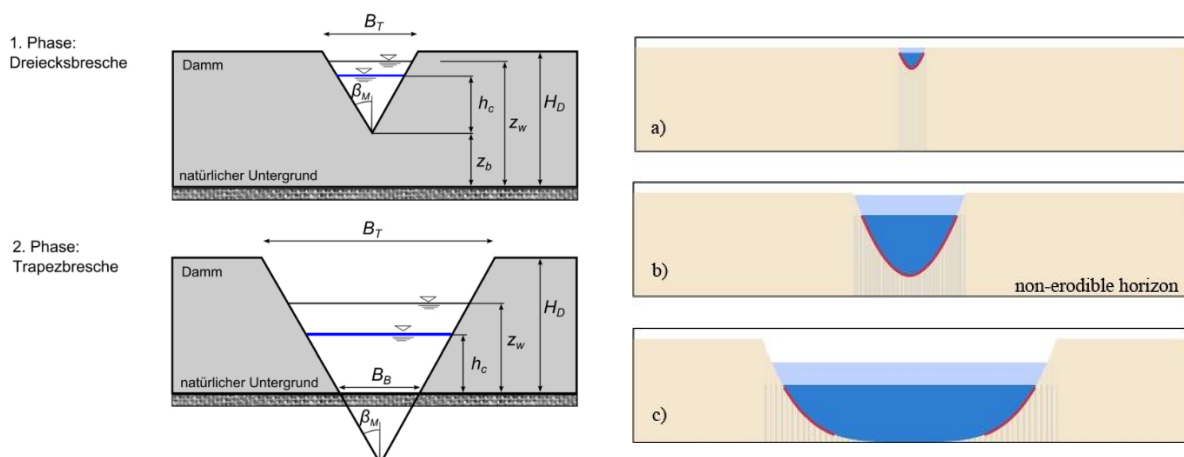 1. Phase:
Dreiecksbresche
B_T
Damm
β_M
h_c
z_w
H_D
z_b
natürlicher Untergrund
2. Phase:
Trapezbresche
B_T
Damm
H_D
z_w
h_c
B_B
natürlicher Untergrund
β_M
a)
b)
non-erodible horizon
c)